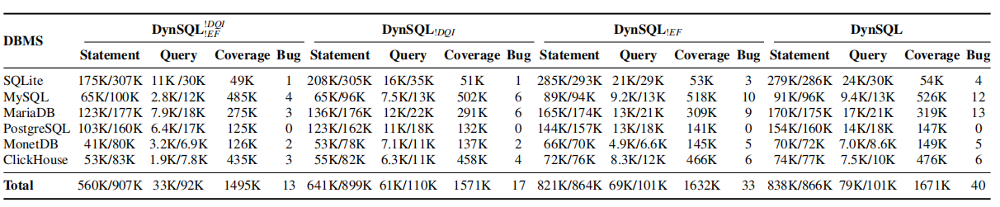 DBMS DynSQL!DQI!EF DynSQL!DQI DynSQL!EF DynSQL
Statement Query Coverage Bug Statement Query Coverage Bug Statement Query Coverage Bug Statement Query Coverage Bug
SQLite 175K/307K 11K /30K 49K 1 208K/305K 16K/35K 51K 1 285K/293K 21K/29K 53K 3 279K/286K 24K/30K 54K 4
MySQL 65K/100K 2.8K/12K 485K 4 65K/96K 7.5K/13K 502K 6 89K/94K 9.2K/13K 518K 10 91K/96K 9.4K/13K 526K 12
MariaDB 123K/177K 7.9K/18K 275K 3 136K/176K 12K/22K 291K 6 165K/174K 13K/21K 309K 9 170K/175K 17K/21K 319K 13
PostgreSQL 103K/160K 6.4K/17K 125K 0 123K/162K 11K/18K 132K 0 144K/157K 13K/18K 141K 0 154K/160K 14K/18K 147K 0
MonetDB 41K/80K 3.2K/6.9K 126K 2 53K/78K 7.1K/11K 137K 2 66K/70K 4.9K/6.6K 145K 5 70K/72K 7.0K/8.6K 149K 5
ClickHouse 53K/83K 1.9K/7.8K 435K 3 55K/82K 6.3K/11K 458K 4 72K/76K 8.3K/12K 466K 6 74K/77K 7.5K/10K 476K 6
Total 560K/907K 33K/92K 1495K 13 641K/899K 61K/110K 1571K 17 821K/864K 69K/101K 1632K 33 838K/866K 79K/101K 1671K 40